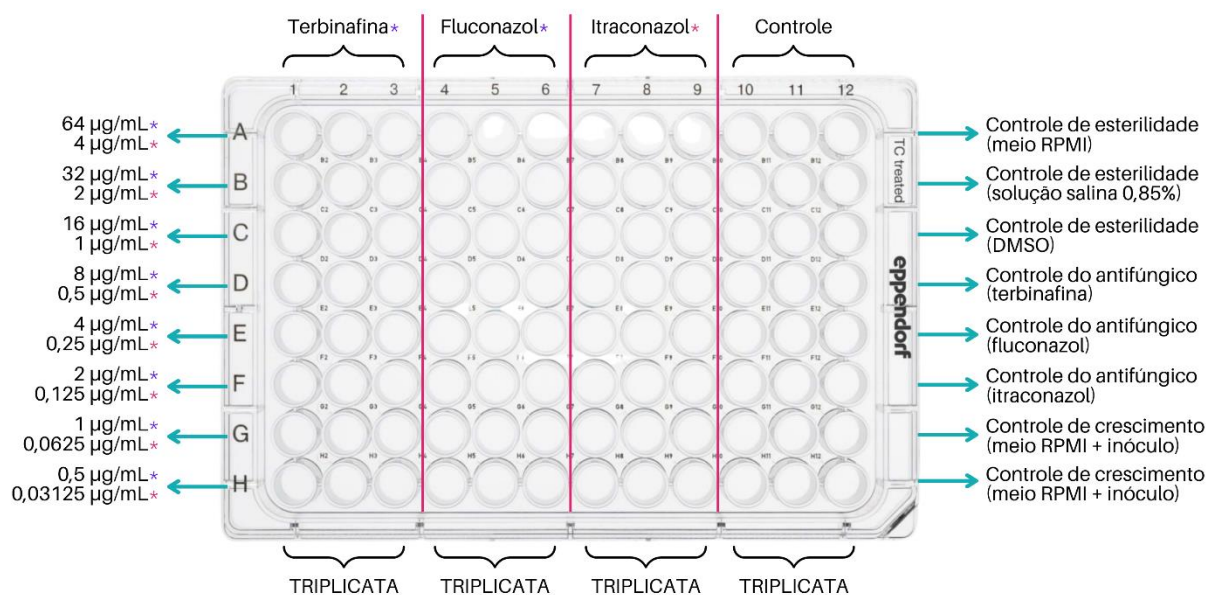 Terbinafina* Fluconazol* Itraconazol* Controle
1 2 3 4 5 6 7 8 9 10 11 12
A
B
C
D
E
F
G
H
64 µg/mL*
4 µg/mL*
32 µg/mL*
2 µg/mL*
16 µg/mL*
1 µg/mL*
8 µg/mL*
0,5 µg/mL*
4 µg/mL*
0,25 µg/mL*
2 µg/mL*
0,125 µg/mL*
1 µg/mL*
0,0625 µg/mL*
0,5 µg/mL*
0,03125 µg/mL*
TC treated
eppendorf
Controle de esterilidade
(meio RPMI)
Controle de esterilidade
(solução salina 0,85%)
Controle de esterilidade
(DMSO)
Controle do antifúngico
(terbinafina)
Controle do antifúngico
(fluconazol)
Controle do antifúngico
(itraconazol)
Controle de crescimento
(meio RPMI + inóculo)
Controle de crescimento
(meio RPMI + inóculo)
TRIPLICATA TRIPLICATA TRIPLICATA TRIPLICATA